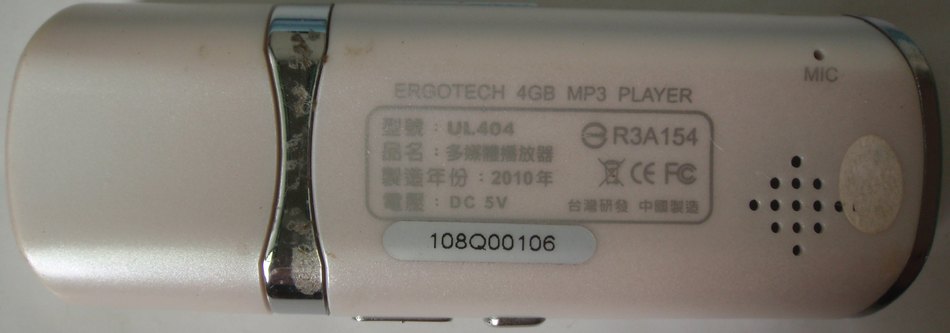 MIC
ERGOTECH 4GB MP3 PLAYER
型號：UL404
R3A154
品名：多媒體播放器
製造年份：2010年
CE FC
電壓：DC 5V
台灣研發 中國製造
108Q00106